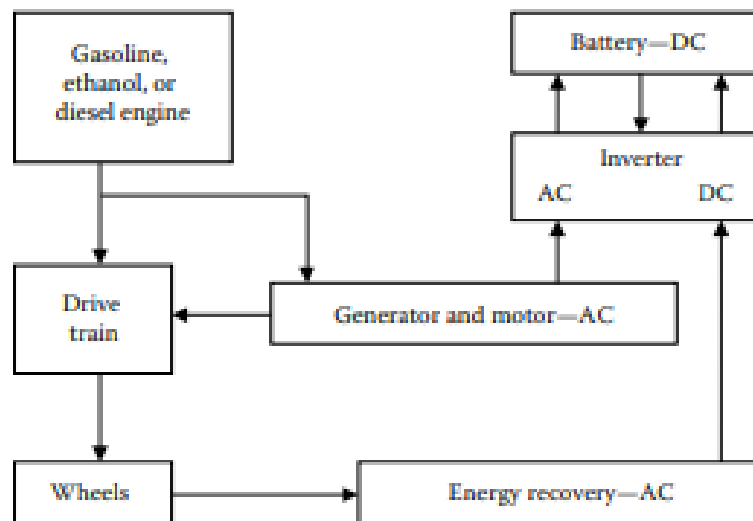 Gasoline,
ethanol, or
diesel engine
Battery—DC
Inverter
AC DC
Drive
train
Generator and motor—AC
Wheels
Energy recovery—AC